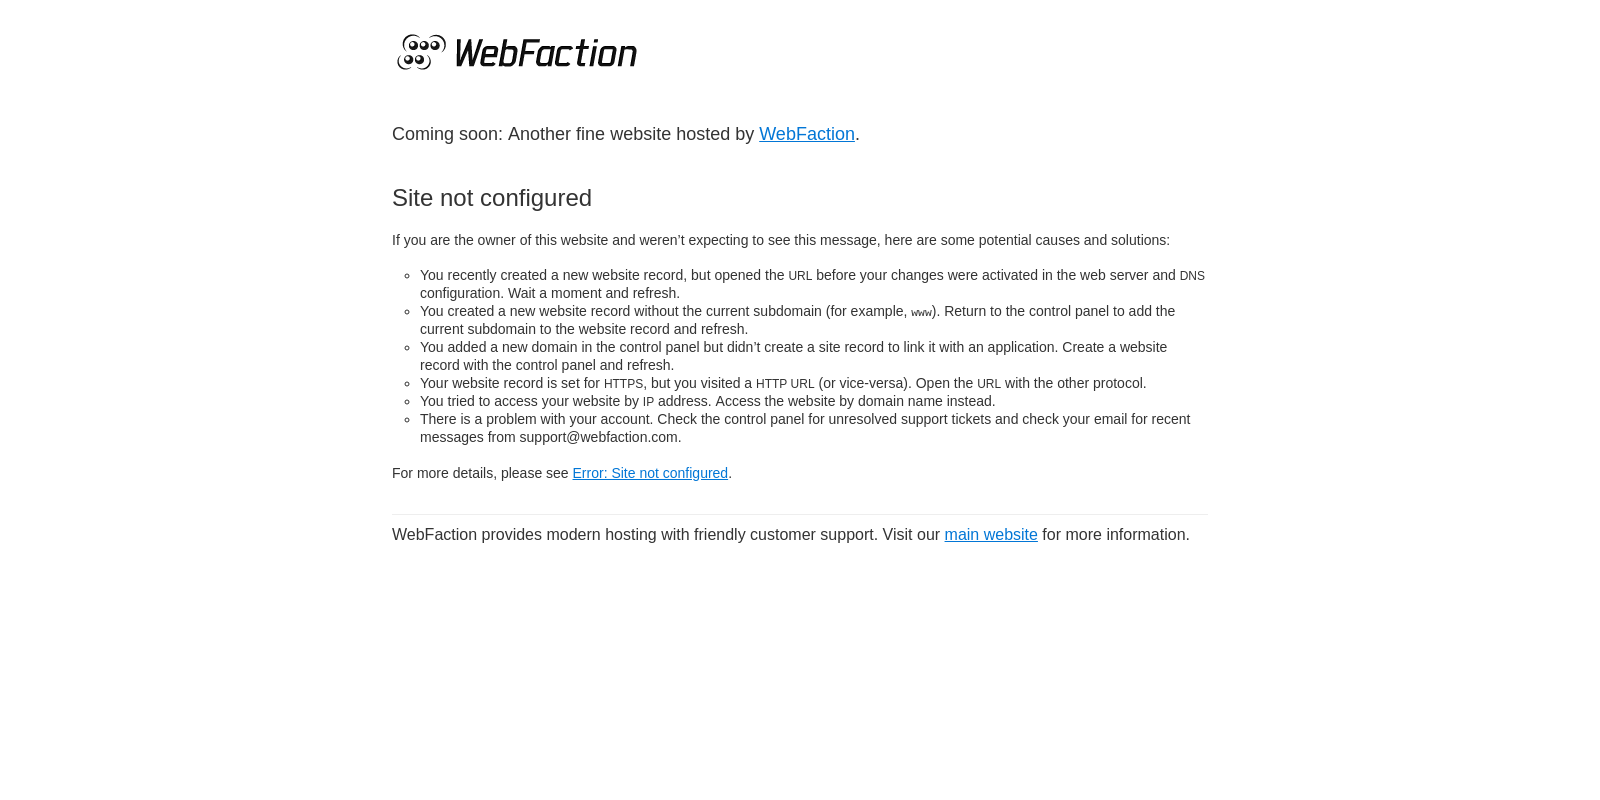 WebFaction
Coming soon: Another fine website hosted by WebFaction.
Site not configured
If you are the owner of this website and weren’t expecting to see this message, here are some potential causes and solutions:
You recently created a new website record, but opened the URL before your changes were activated in the web server and DNS
configuration. Wait a moment and refresh.
You created a new website record without the current subdomain (for example, www). Return to the control panel to add the
current subdomain to the website record and refresh.
You added a new domain in the control panel but didn’t create a site record to link it with an application. Create a website
record with the control panel and refresh.
Your website record is set for HTTPS, but you visited a HTTP URL (or vice-versa). Open the URL with the other protocol.
You tried to access your website by IP address. Access the website by domain name instead.
There is a problem with your account. Check the control panel for unresolved support tickets and check your email for recent
messages from support@webfaction.com.
For more details, please see Error: Site not configured.
WebFaction provides modern hosting with friendly customer support. Visit our main website for more information.